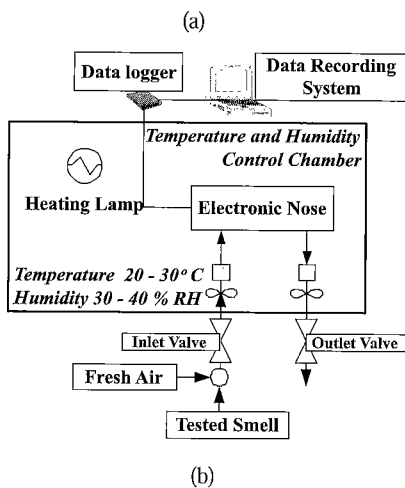 (a)
Data logger
Data Recording
System
Temperature and Humidity
Control Chamber
Heating Lamp
Electronic Nose
Temperature 20 - 30° C
Humidity 30 - 40 % RH
Inlet Valve
Outlet Valve
Fresh Air
Tested Smell
(b)